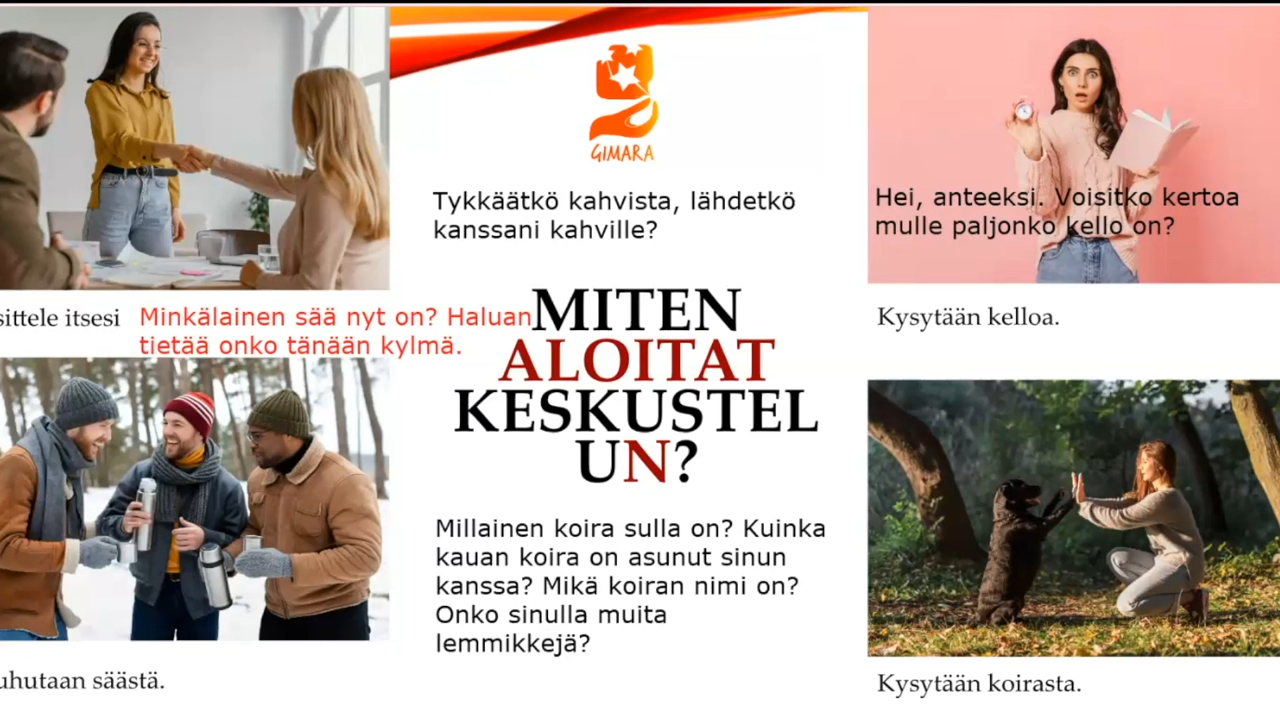 GIMARA
Tykkäätkö kahvista, lähdetkö
kanssani kahville?
Hei, anteeksi. Voisitko kertoa
mulle paljonko kello on?
sittele itsesi
Minkälainen sää nyt on? Haluan
tietää onko tänään kylmä.
MITEN
ALOITAT
KESKUSTEL
UN?
Kysytään kelloa.
Millainen koira sulla on? Kuinka
kauan koira on asunut sinun
kanssa? Mikä koiran nimi on?
Onko sinulla muita
lemmikkejä?
uhutaan säästä.
Kysytään koirasta.